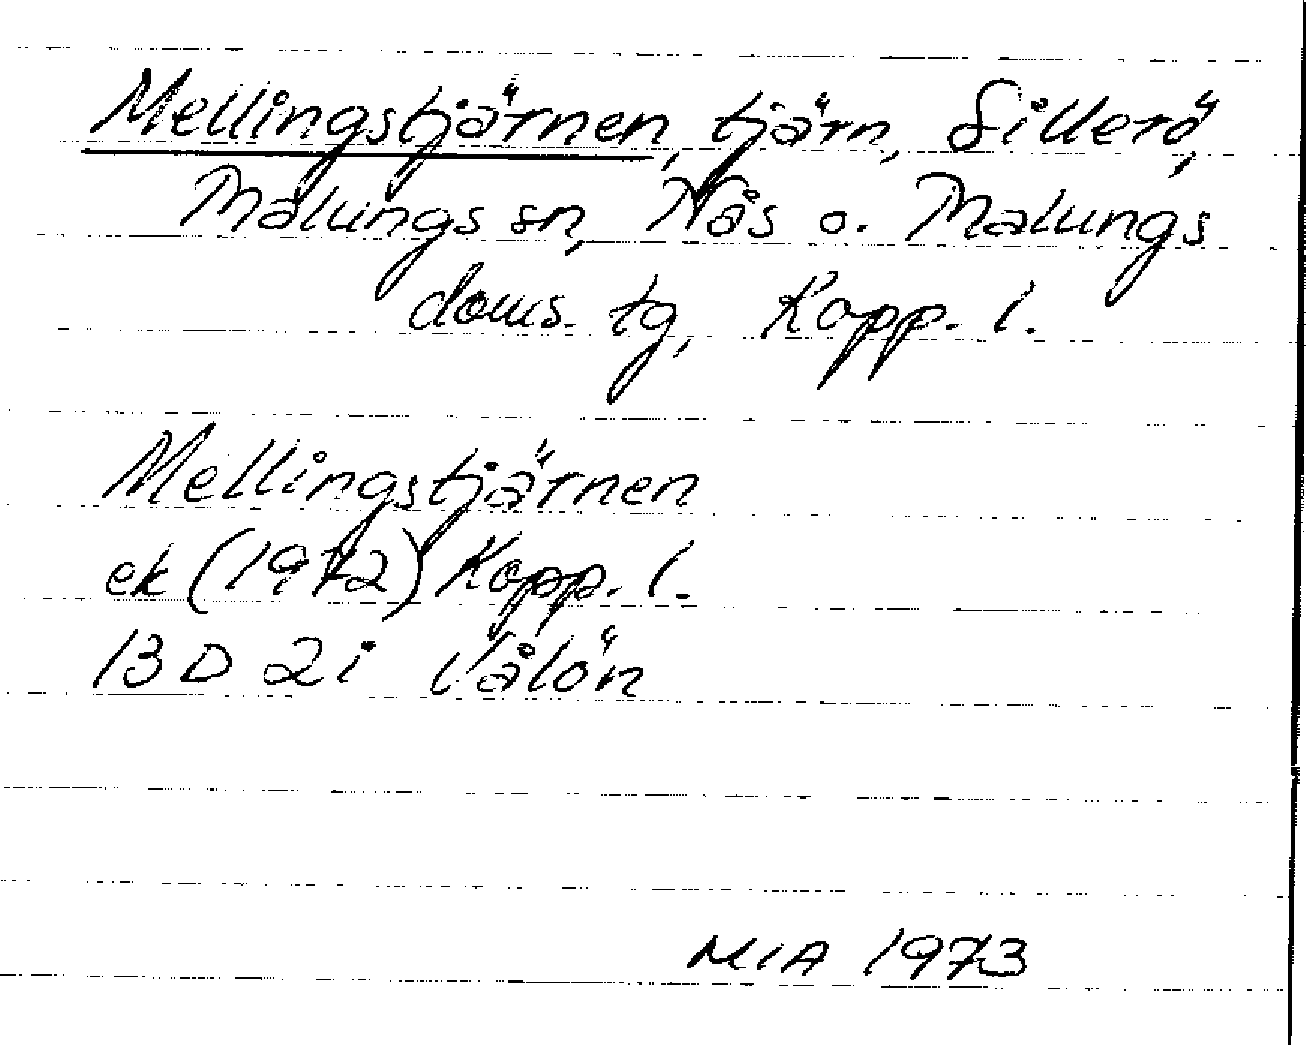 Mellingstjärnen, tjärn, Sillerö,
Malungs sn, Nås o. Malungs
doms. tg, Kopp. l.
Mellingstjärnen
ek (1972) Kopp. l.
13 D 2i Vålön
MIA 1973